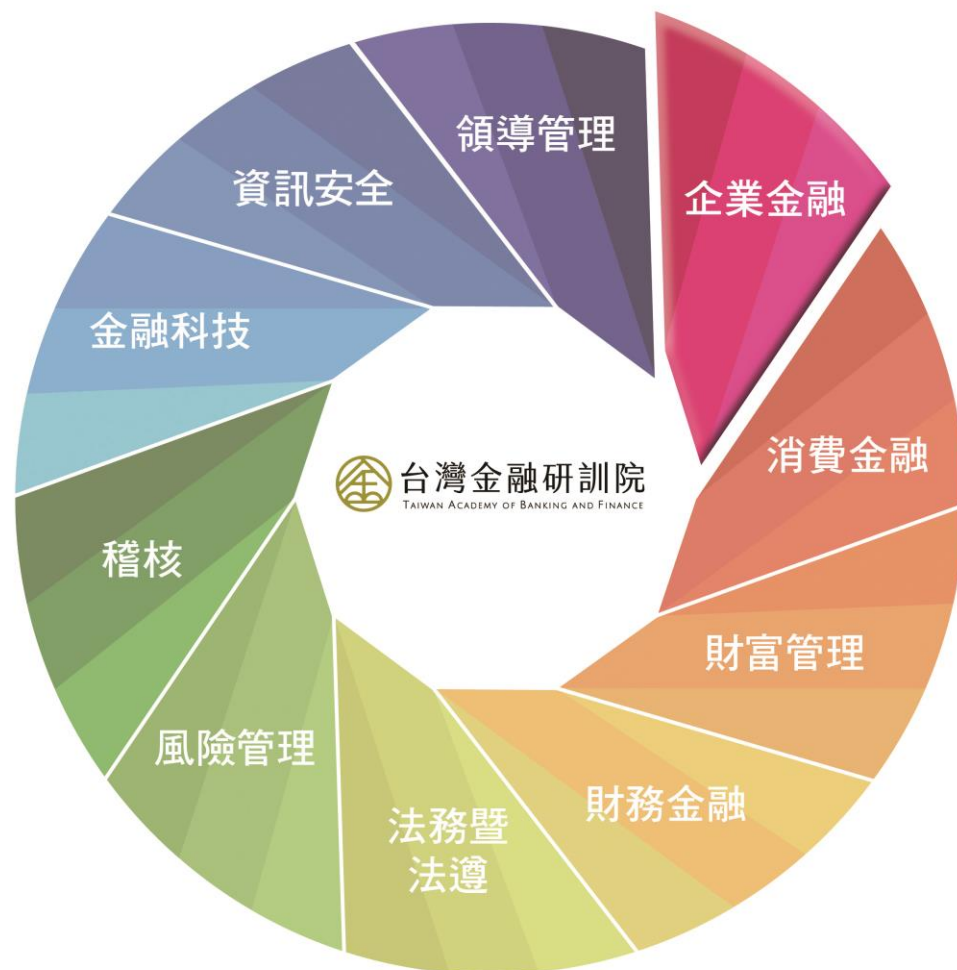 領導管理
企業金融
消費金融
財富管理
財務金融
法務暨
法遵
風險管理
稽核
金融科技
資訊安全
台灣金融研訓院
TAIWAN ACADEMY OF BANKING AND FINANCE